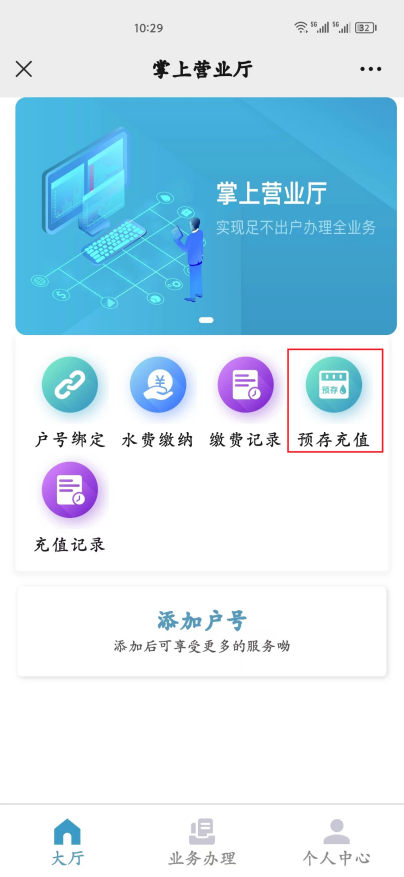 10:29
5G 5G 82
掌上营业厅
掌上营业厅
实现足不出户办理全业务
预存
户号绑定 水费缴纳 缴费记录 预存充值
充值记录
添加户号
添加后可享受更多的服务呦
大厅 业务办理 个人中心